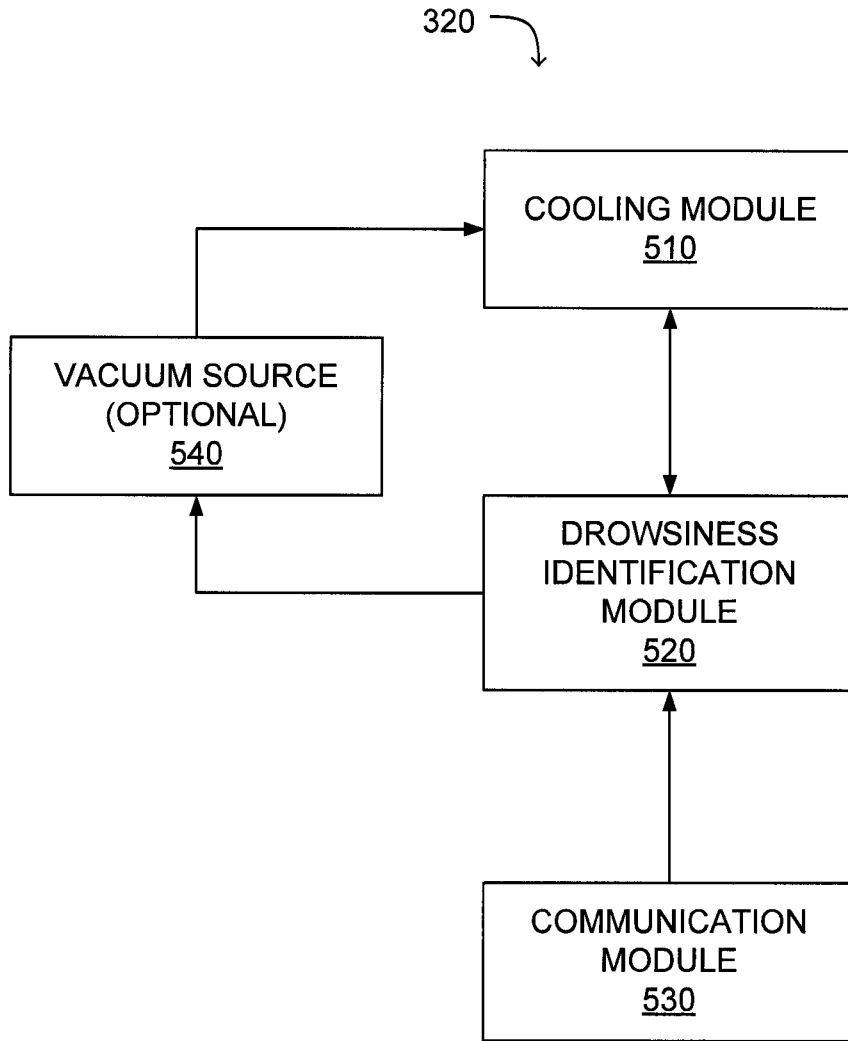 320
COOLING MODULE
510
VACUUM SOURCE
(OPTIONAL)
540
DROWSINESS
IDENTIFICATION
MODULE
520
COMMUNICATION
MODULE
530